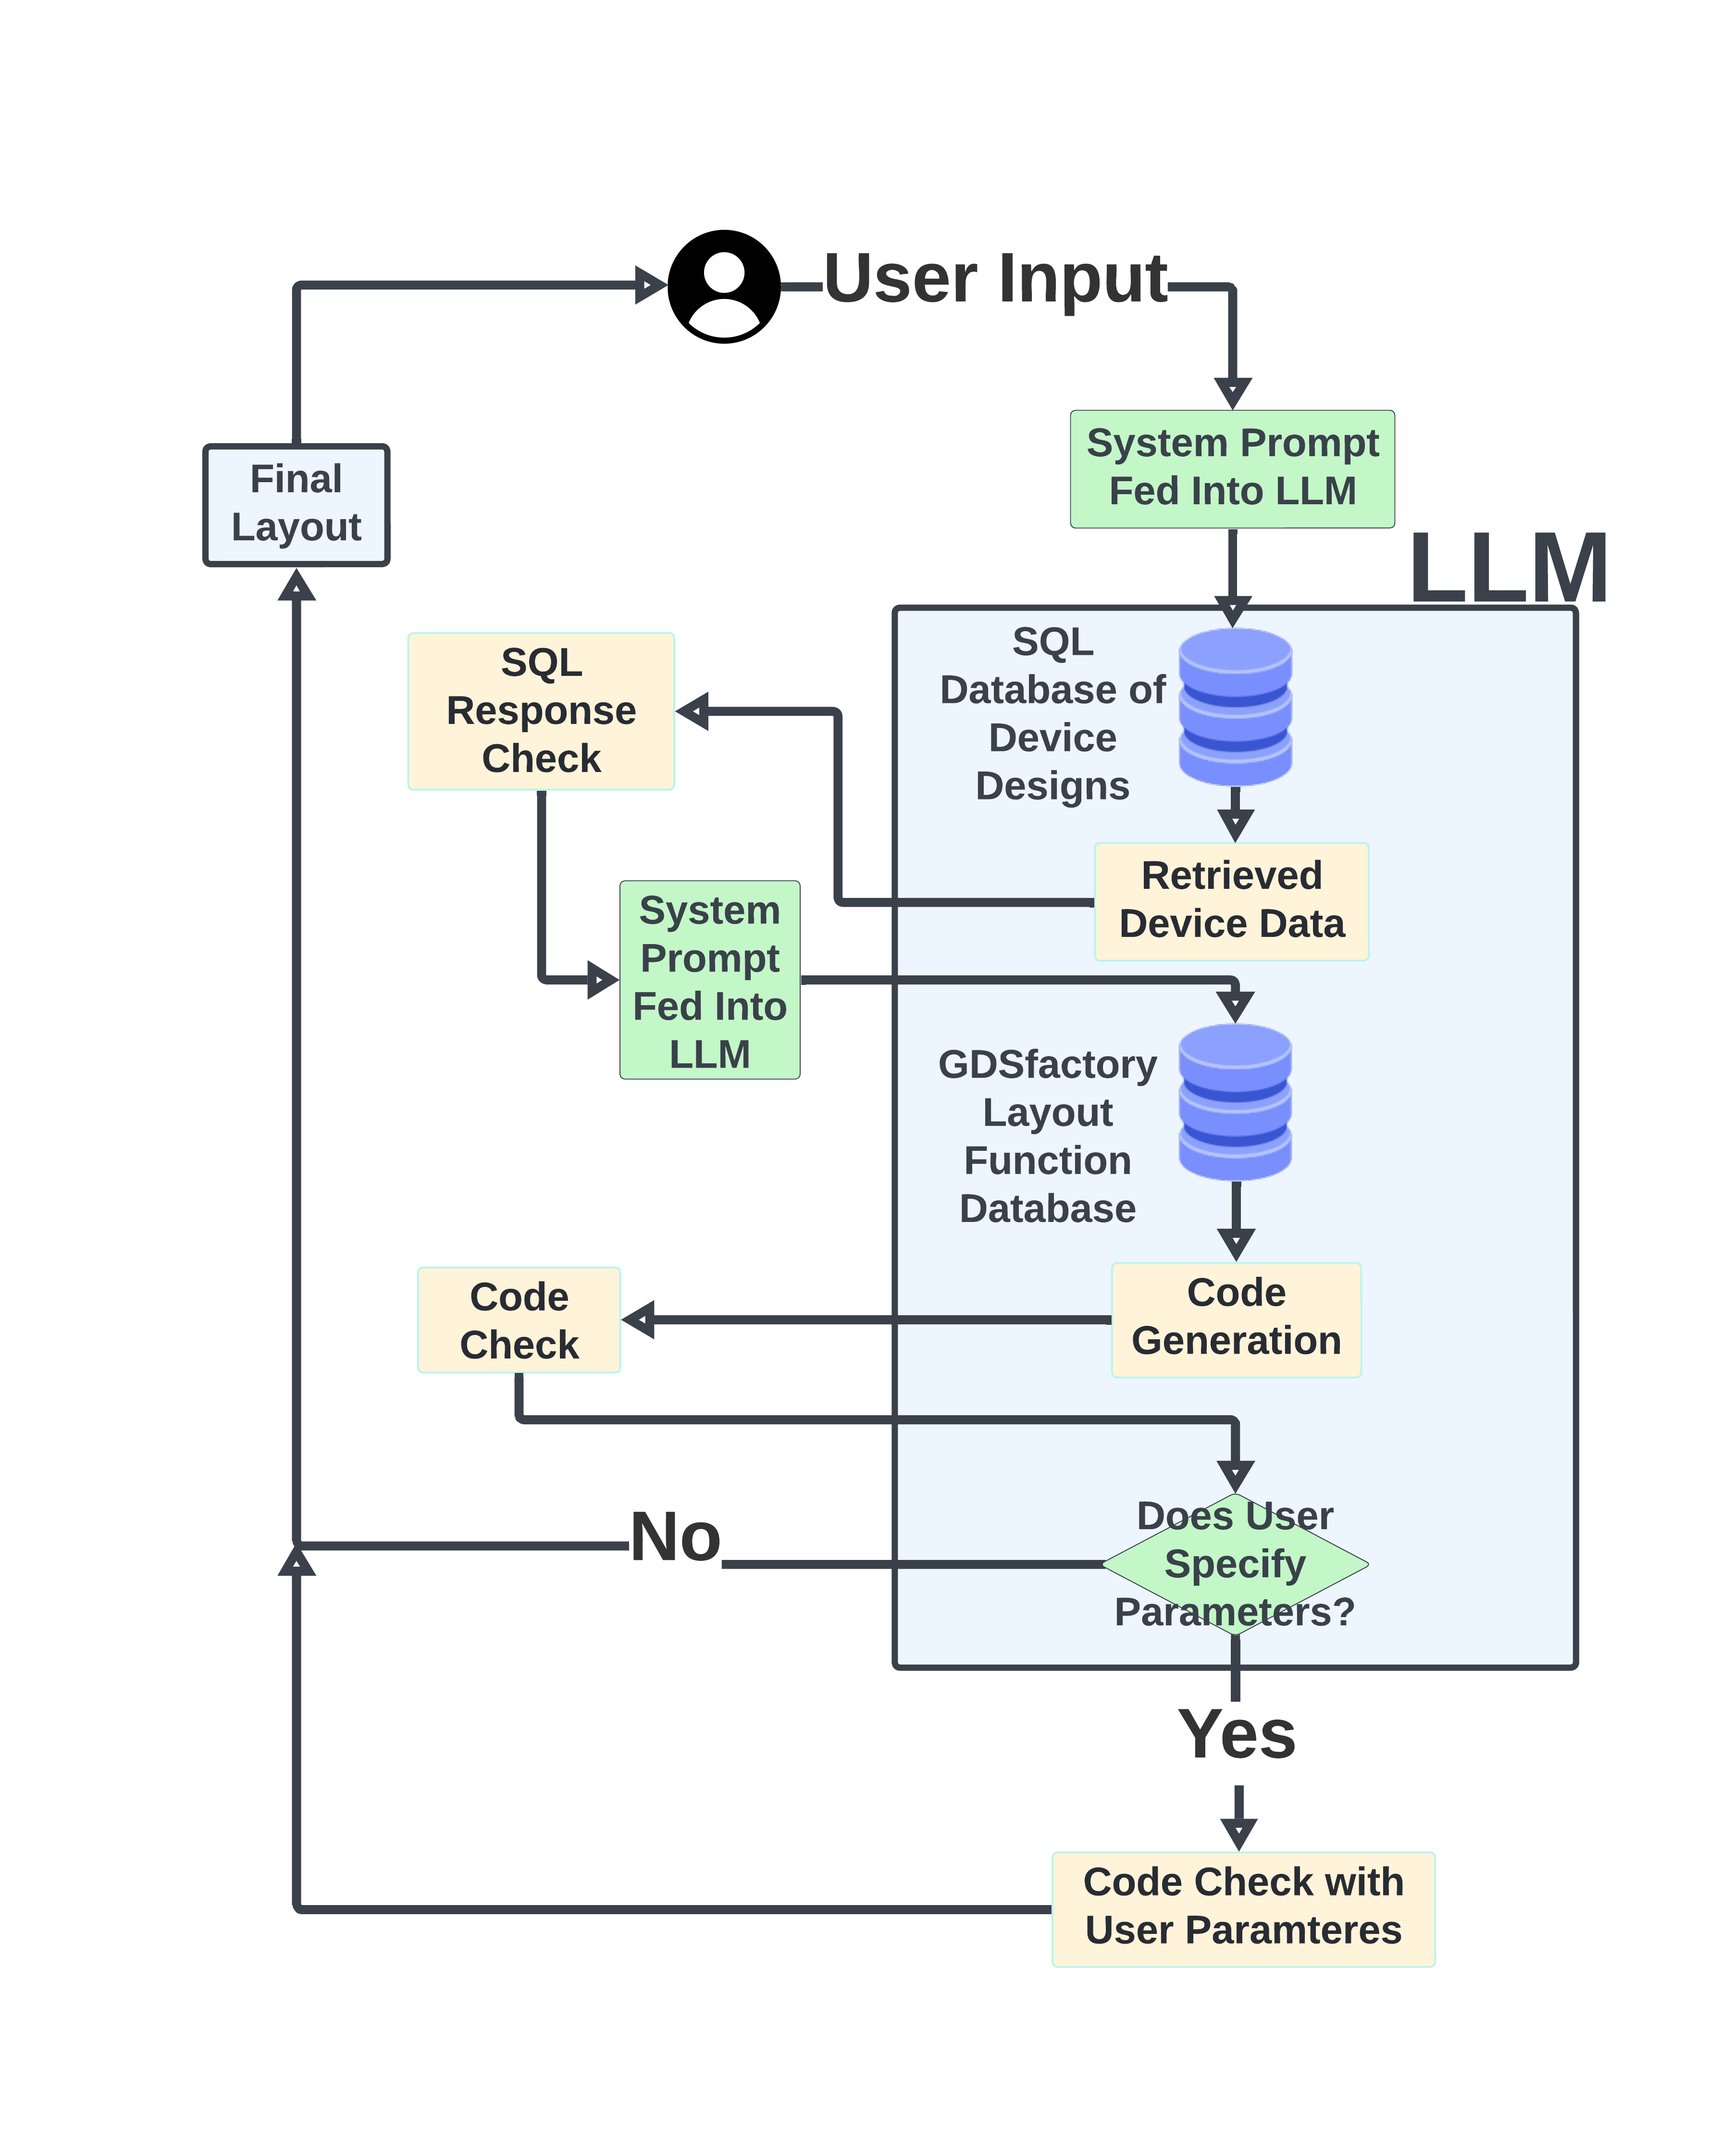 User Input
System Prompt
Fed Into LLM
LLM
Final
Layout
SQL
Database of
Device
Designs
SQL
Response
Check
Retrieved
Device Data
System
Prompt
Fed Into
LLM
GDSfactory
Layout
Function
Database
Code
Generation
Code
Check
Does User
Specify
Parameters?
No
Yes
Code Check with
User Paramteres